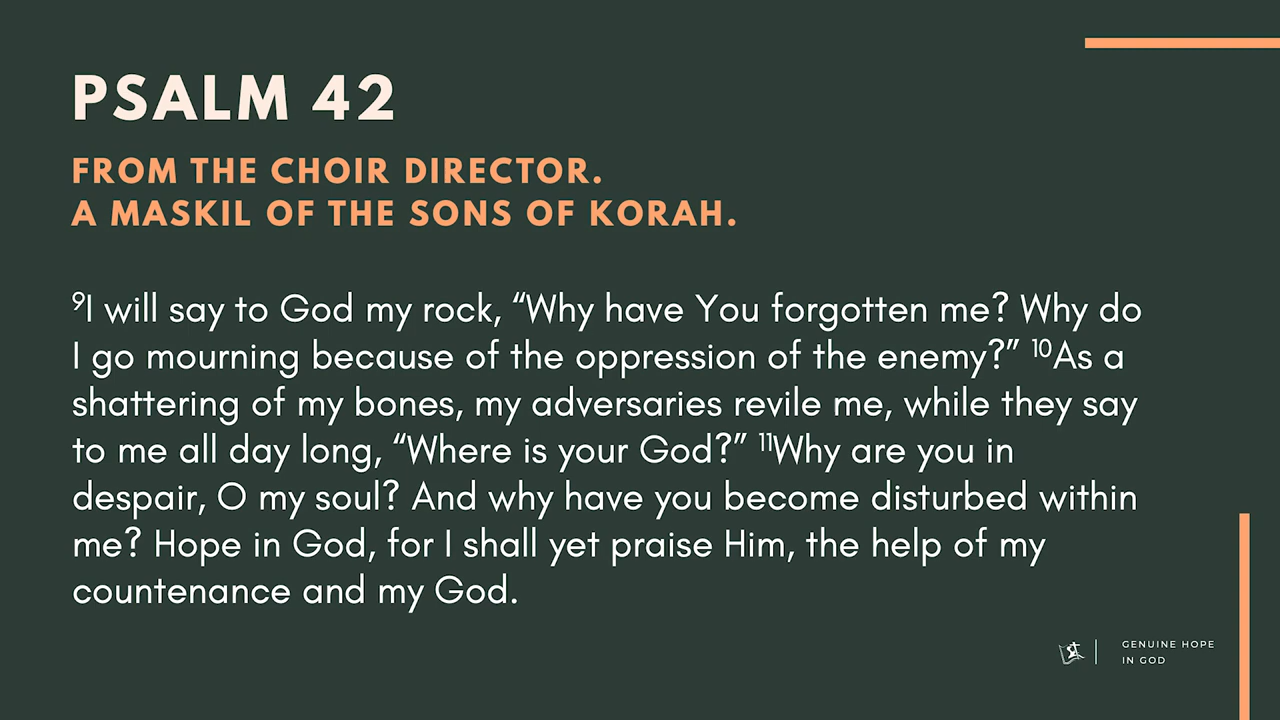 PSALM 42
FROM THE CHOIR DIRECTOR.
A MASKIL OF THE SONS OF KORAH.
⁹I will say to God my rock, “Why have You forgotten me? Why do
I go mourning because of the oppression of the enemy?” ¹⁰As a
shattering of my bones, my adversaries revile me, while they say
to me all day long, “Where is your God?” ¹¹Why are you in
despair, O my soul? And why have you become disturbed within
me? Hope in God, for I shall yet praise Him, the help of my
countenance and my God.
GENUINE HOPE
IN GOD